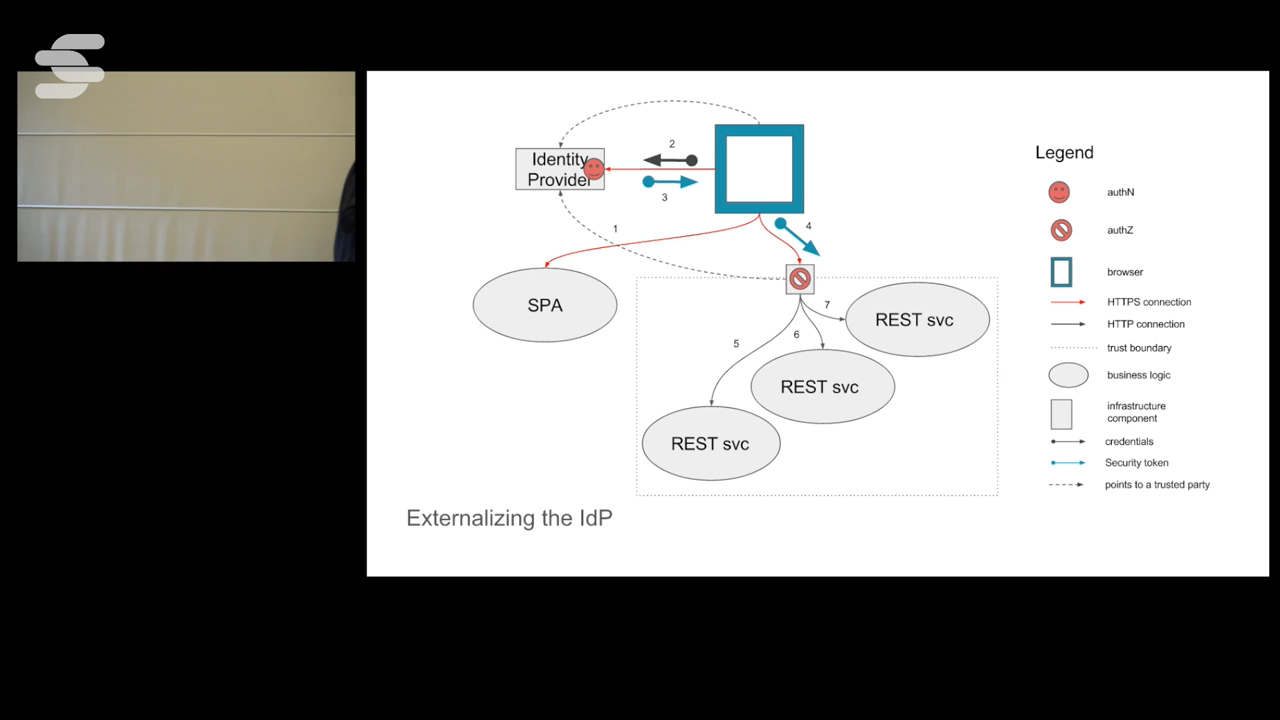 2
Identity
Provider
3
4
1
SPA
7
REST svc
6
5
REST svc
REST svc
Externalizing the IdP
Legend
authN
authZ
browser
HTTPS connection
HTTP connection
trust boundary
business logic
infrastructure
component
credentials
Security token
points to a trusted party